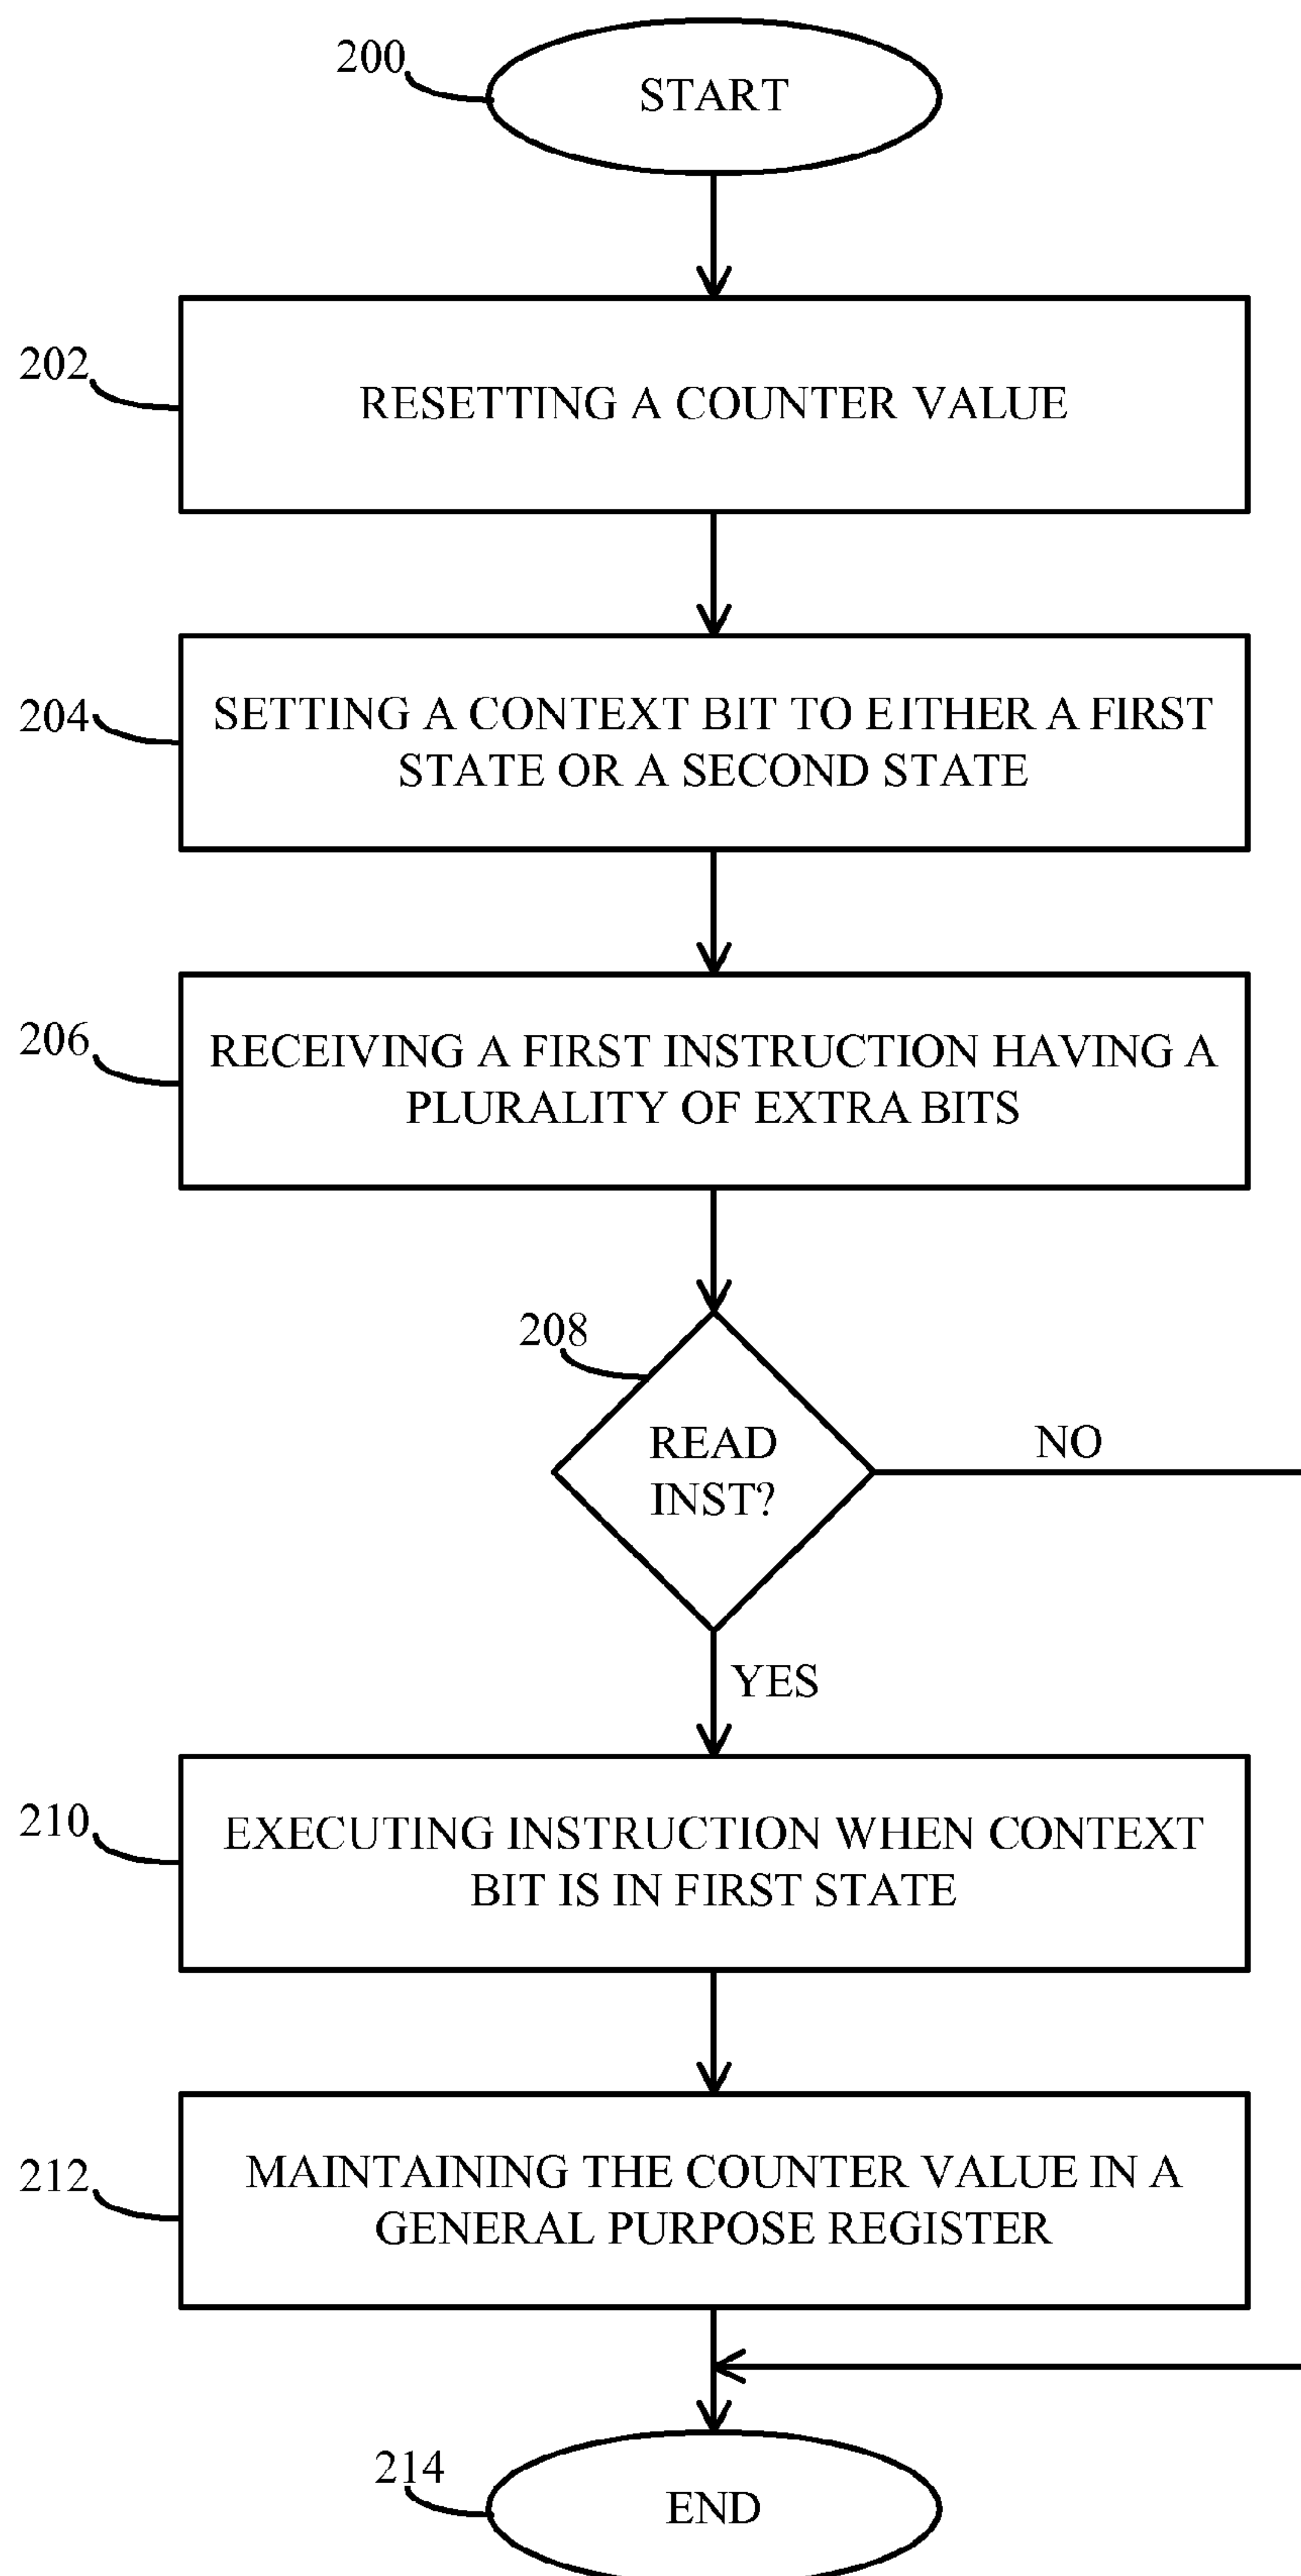 200
START
202
RESETTING A COUNTER VALUE
204
SETTING A CONTEXT BIT TO EITHER A FIRST
STATE OR A SECOND STATE
206
RECEIVING A FIRST INSTRUCTION HAVING A
PLURALITY OF EXTRA BITS
208
READ
INST?
NO
YES
210
EXECUTING INSTRUCTION WHEN CONTEXT
BIT IS IN FIRST STATE
212
MAINTAINING THE COUNTER VALUE IN A
GENERAL PURPOSE REGISTER
214
END